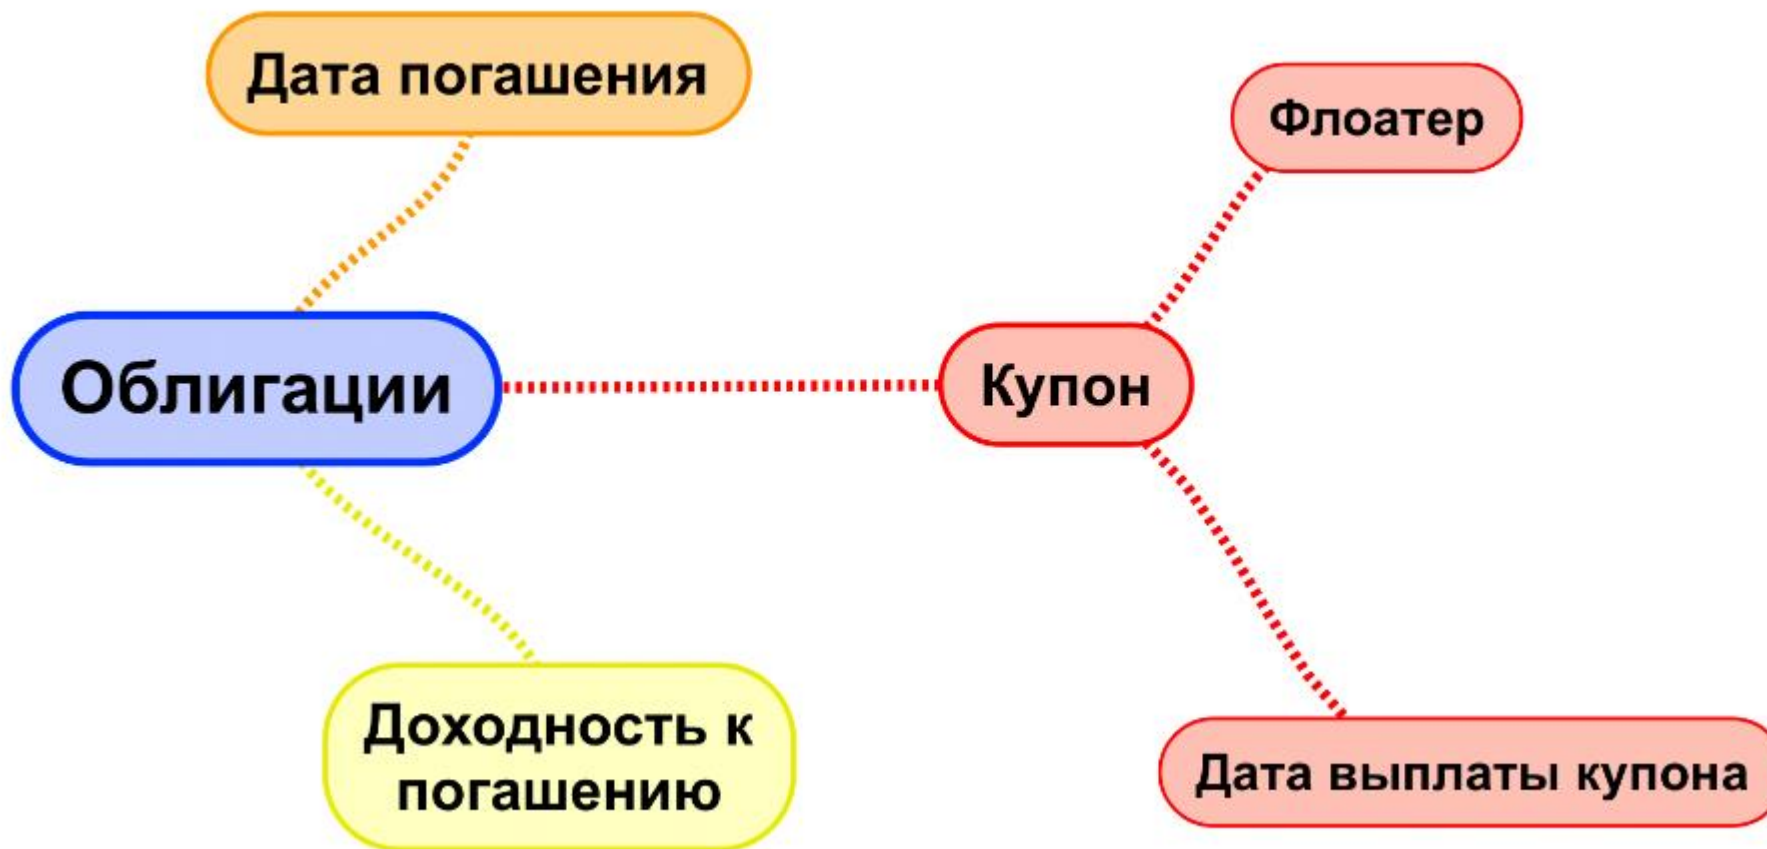 Дата погашения
Флоатер
Облигации
Купон
Доходность к
погашению
Дата выплаты купона